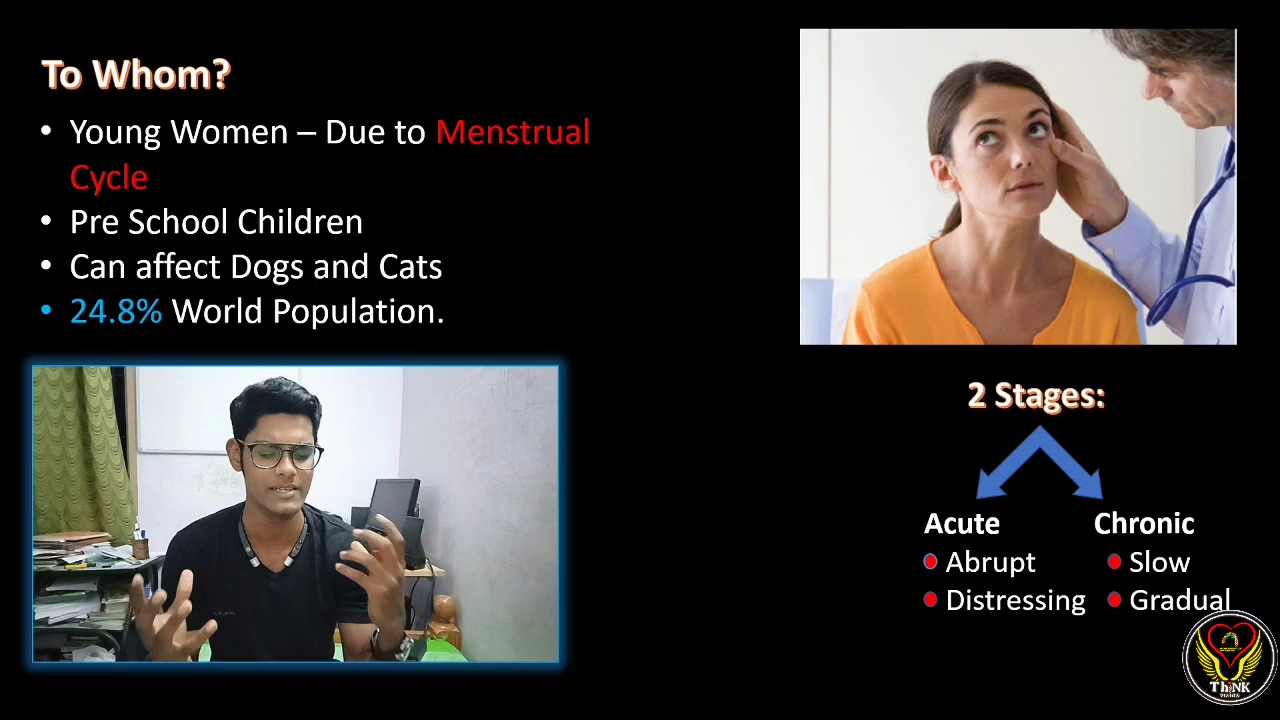 To Whom?
• Young Women – Due to Menstrual
Cycle
• Pre School Children
• Can affect Dogs and Cats
• 24.8% World Population.
2 Stages:
Acute
• Abrupt
• Distressing
Chronic
• Slow
• Gradual
ThiNK
VISION